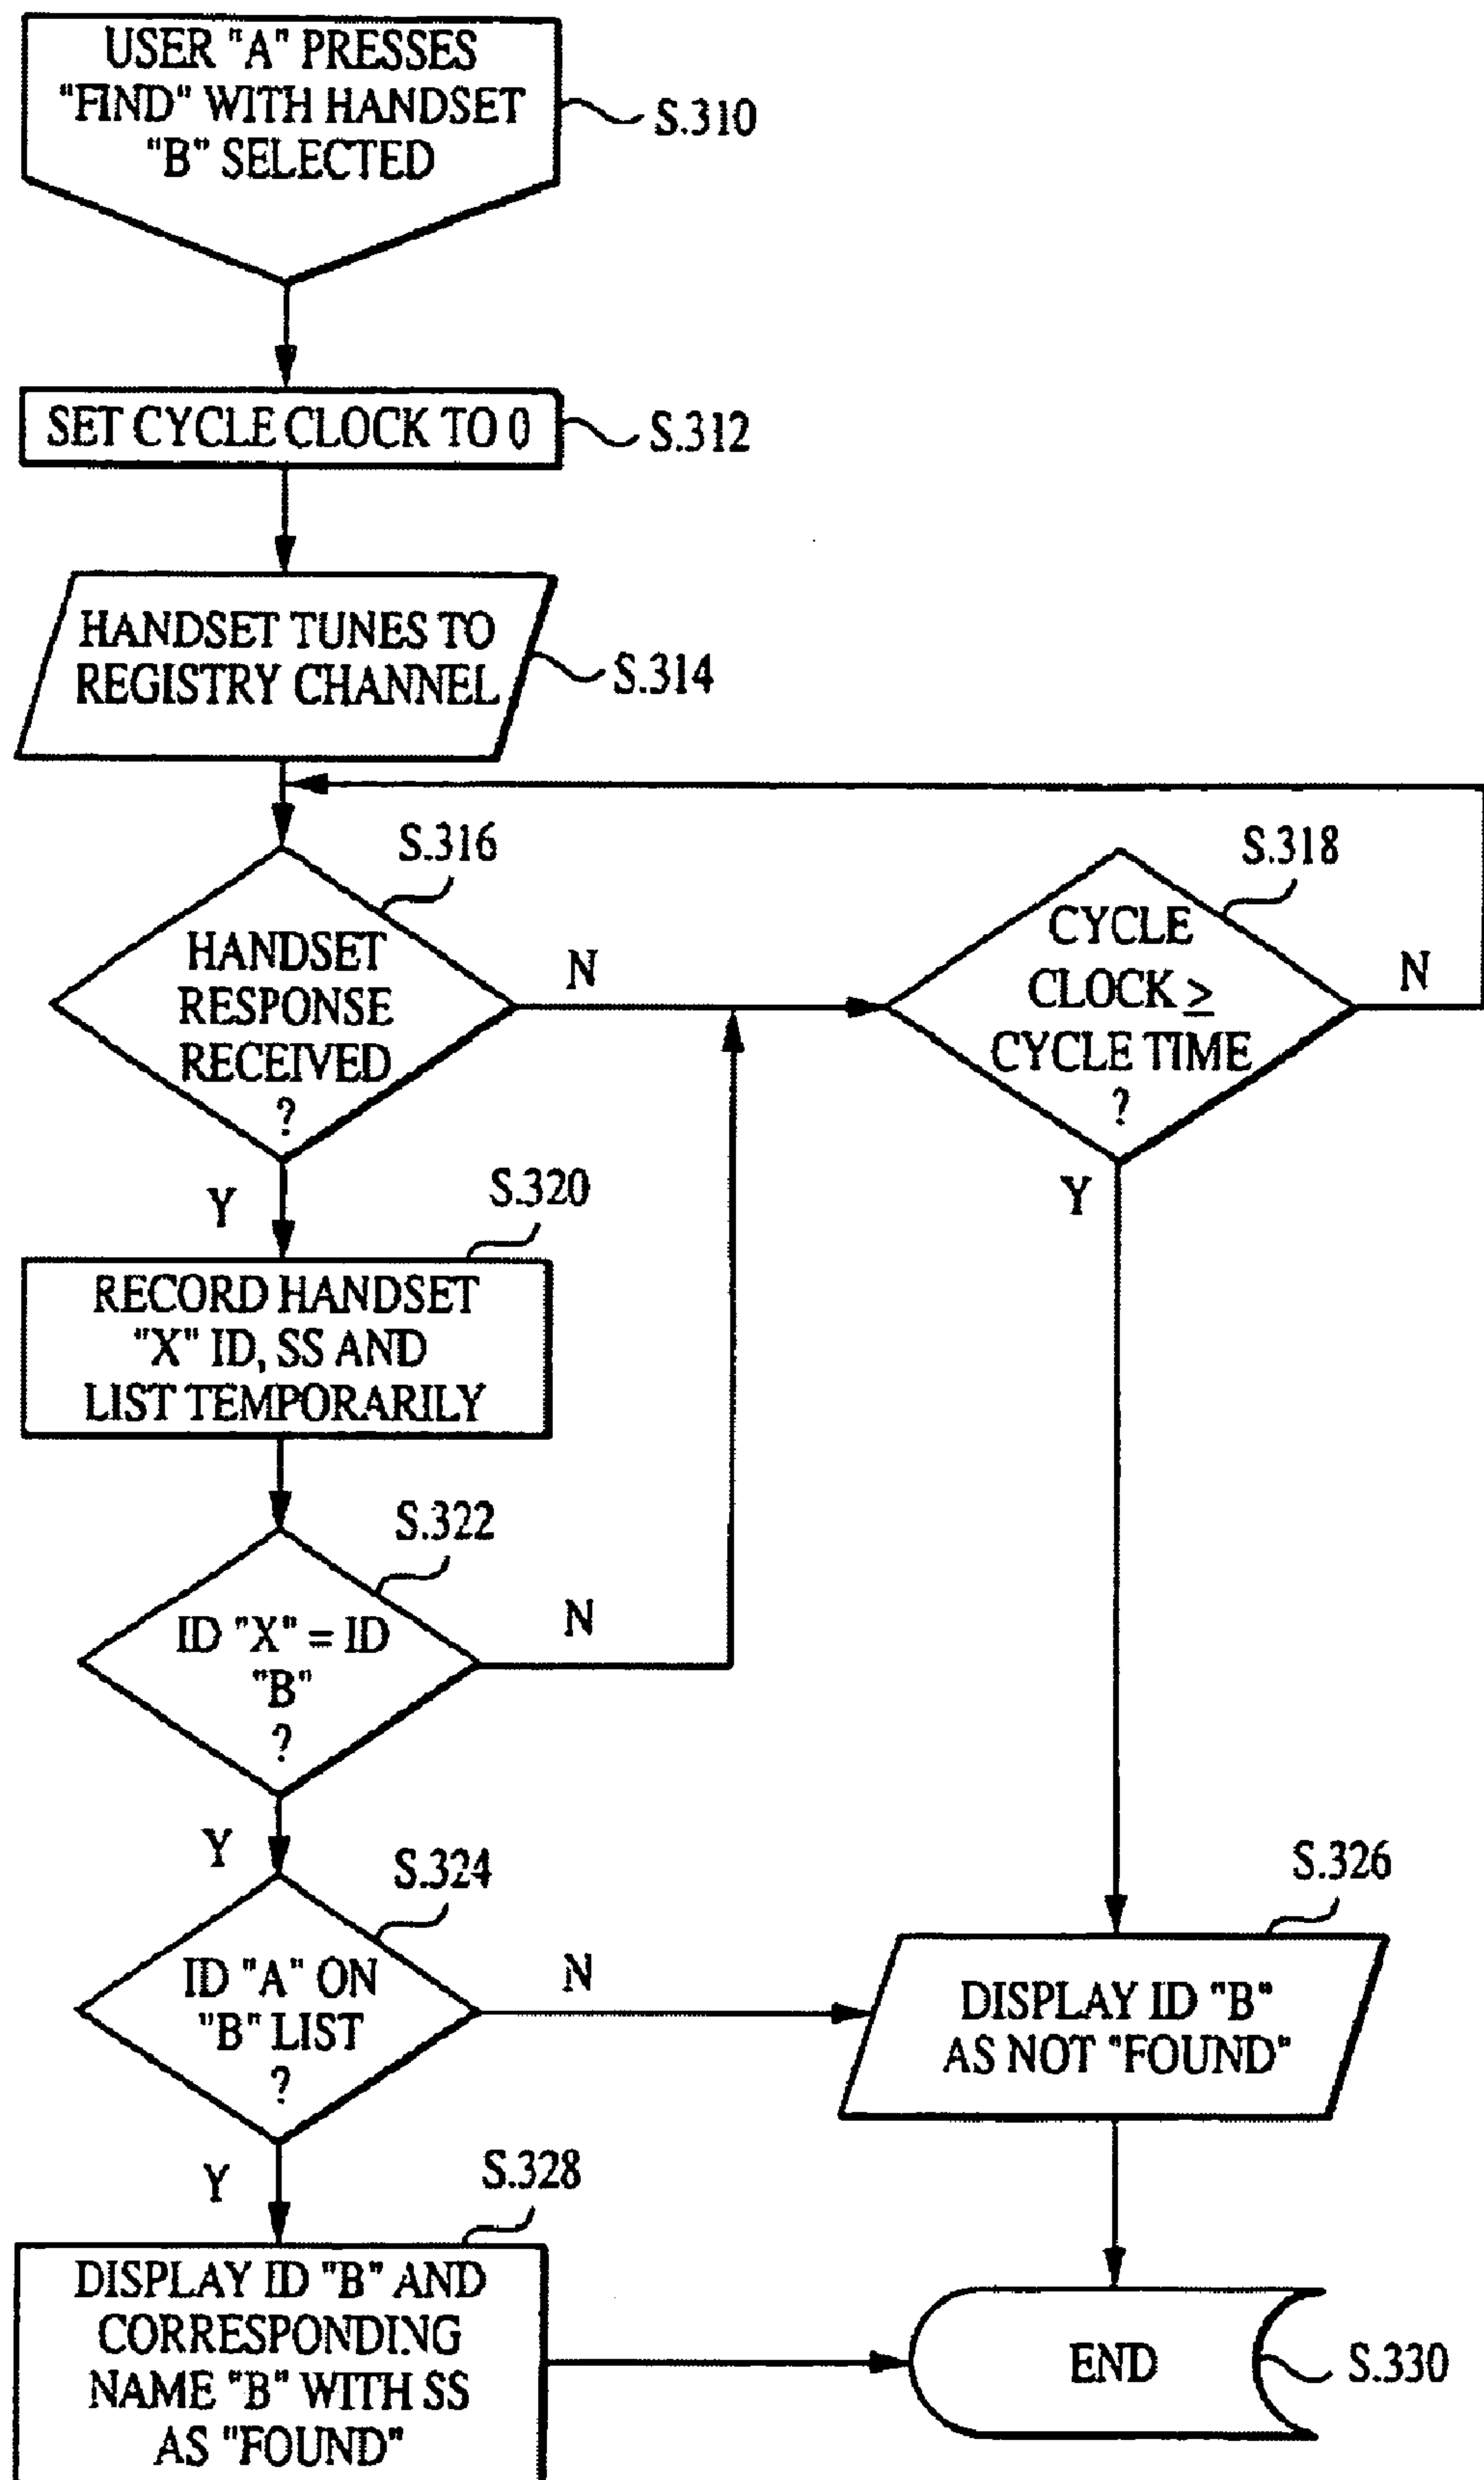 USER "A" PRESSES
"FIND" WITH HANDSET
"B" SELECTED
S.310
SET CYCLE CLOCK TO 0
S.312
HANDSET TUNES TO
REGISTRY CHANNEL
S.314
S.316
HANDSET
RESPONSE
RECEIVED
?
N
Y
S.318
CYCLE
CLOCK ≥
CYCLE TIME
?
N
Y
S.320
RECORD HANDSET
"X" ID, SS AND
LIST TEMPORARILY
S.322
ID "X" = ID
"B"
?
N
Y
S.324
ID "A" ON
"B" LIST
?
N
Y
S.326
DISPLAY ID "B"
AS NOT "FOUND"
S.328
DISPLAY ID "B" AND
CORRESPONDING
NAME "B" WITH SS
AS "FOUND"
END
S.330